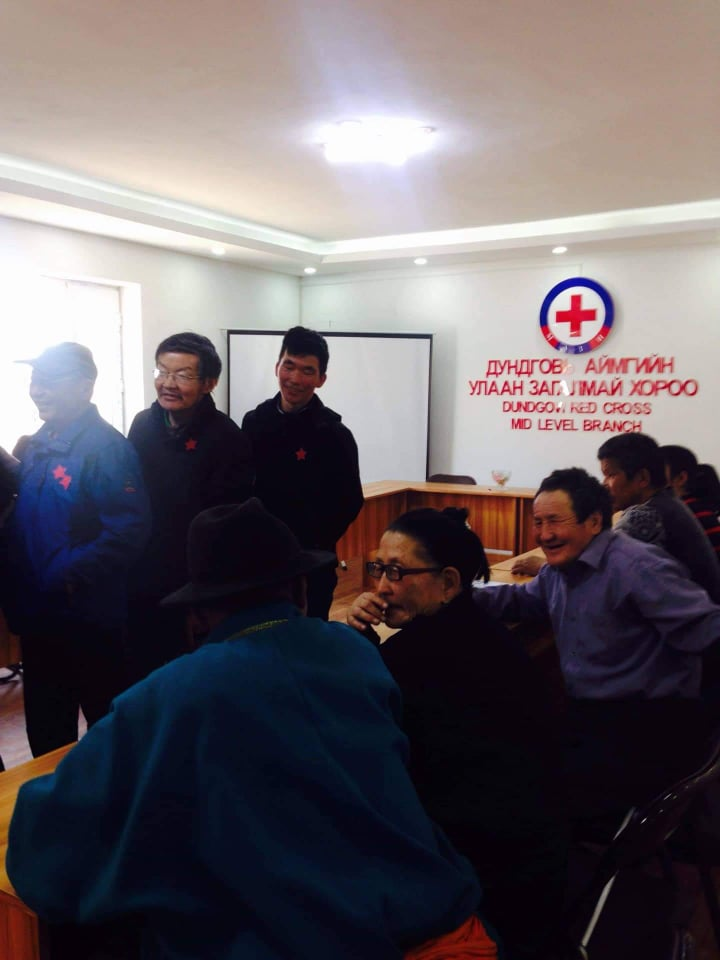 ДУНДГОВЬ АЙМГИЙН
УЛААН ЗАГАЛМАЙ ХОРОО
DUNDGOVI RED CROSS
MID LEVEL BRANCH